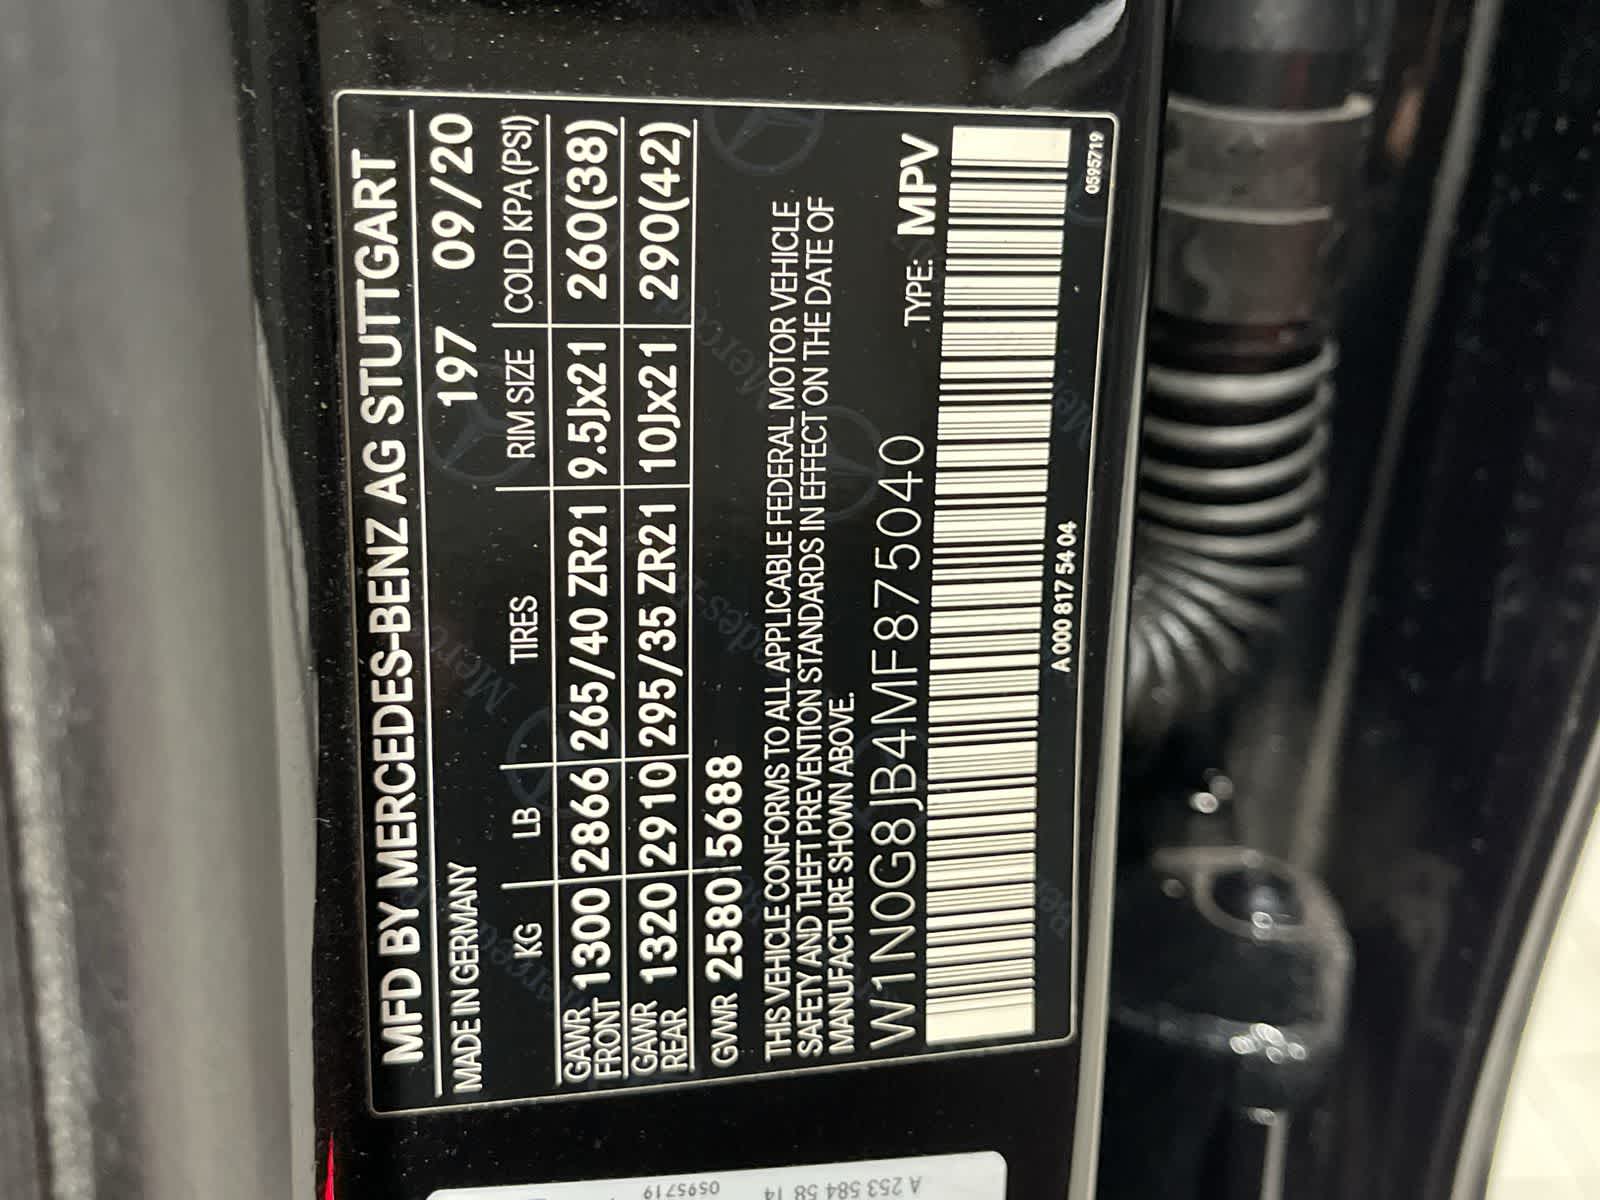 MFD BY MERCEDES-BENZ AG STUTTGART
MADE IN GERMANY 197 09/20
KG LB TIRES RIM SIZE COLD KPA (PSI)
GAWR FRONT 1300 2866 265/40 ZR21 9.5Jx21 260(38)
GAWR REAR 1320 2910 295/35 ZR21 10Jx21 290(42)
GVWR 2580 5688
THIS VEHICLE CONFORMS TO ALL APPLICABLE FEDERAL MOTOR VEHICLE
SAFETY AND THEFT PREVENTION STANDARDS IN EFFECT ON THE DATE OF
MANUFACTURE SHOWN ABOVE.
W1N0G8JB4MF875040 TYPE: MPV
A 000 817 54 04 0595719
A 253 584 58 14
0595719